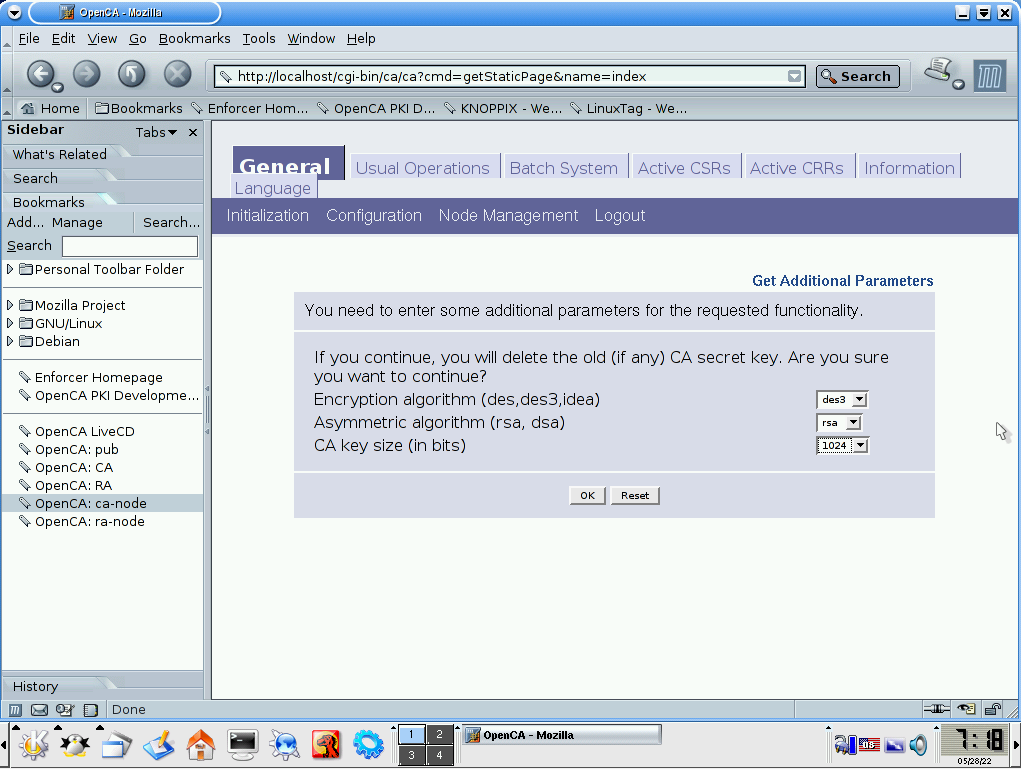 OpenCA - Mozilla
File Edit View Go Bookmarks Tools Window Help
http://localhost/cgi-bin/ca/ca?cmd=getStaticPage&name=index Search
Home Bookmarks Enforcer Hom... OpenCA PKI D... KNOPPIX - We... LinuxTag - We...
Sidebar Tabs
What's Related
Search
Bookmarks
Add... Manage Search...
Search
Personal Toolbar Folder
Mozilla Project
GNU/Linux
Debian
Enforcer Homepage
OpenCA PKI Developme...
OpenCA LiveCD
OpenCA: pub
OpenCA: CA
OpenCA: RA
OpenCA: ca-node
OpenCA: ra-node
History
General Usual Operations Batch System Active CSRs Active CRRs Information
Language
Initialization Configuration Node Management Logout
Get Additional Parameters
You need to enter some additional parameters for the requested functionality.
If you continue, you will delete the old (if any) CA secret key. Are you sure
you want to continue?
Encryption algorithm (des,des3,idea) des3
Asymmetric algorithm (rsa, dsa) rsa
CA key size (in bits) 1024
OK Reset
Done
1 2
3 4
OpenCA - Mozilla
us
7:18
05/28/22